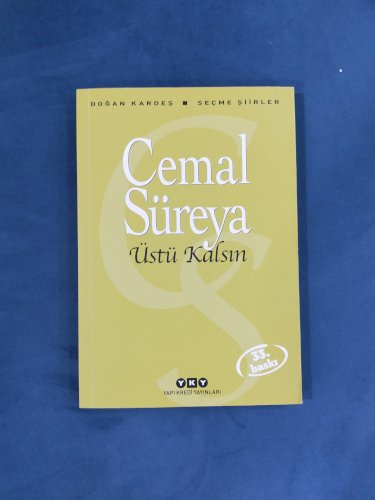 DOĞAN KARDEŞ ■ SEÇME ŞİİRLER
Cemal
Süreya
Üstü Kalsın
33.
baskı
YKY
YAPI KREDİ YAYINLARI